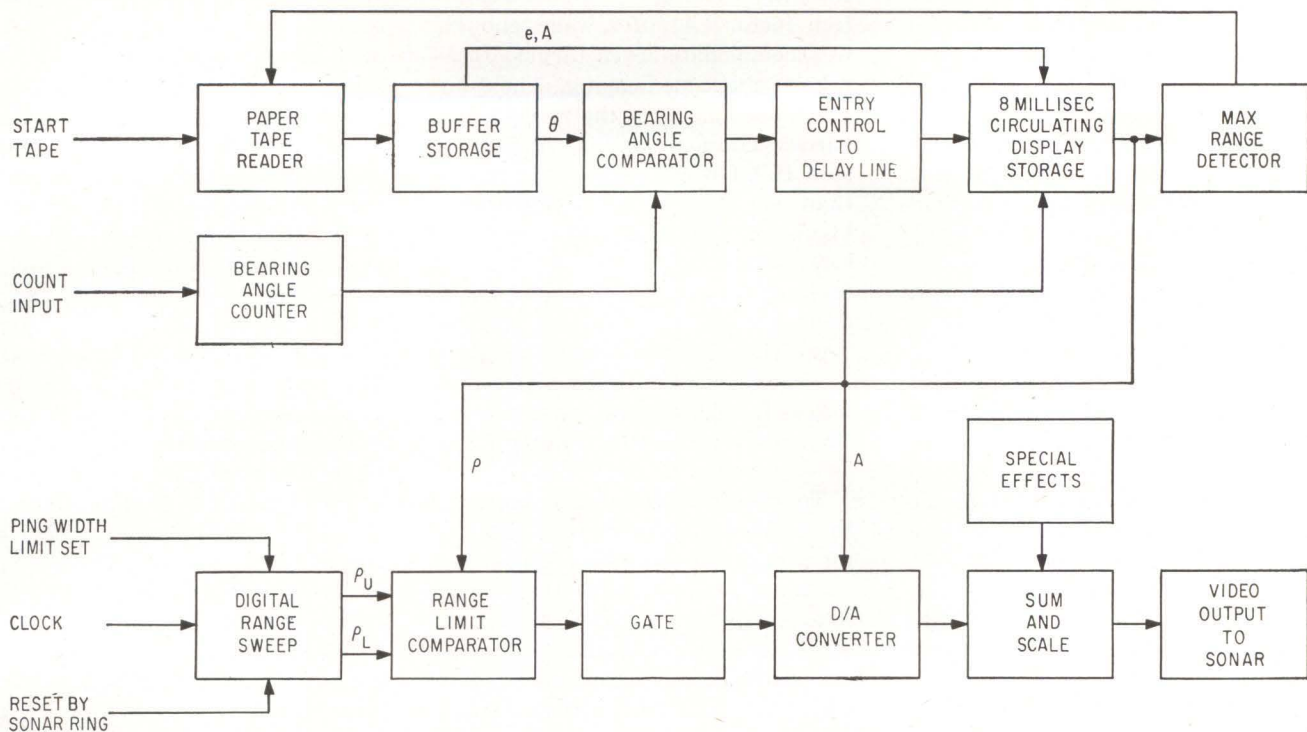 e, A
START
TAPE
PAPER
TAPE
READER
BUFFER
STORAGE
θ
BEARING
ANGLE
COMPARATOR
ENTRY
CONTROL
TO
DELAY LINE
8 MILLISEC
CIRCULATING
DISPLAY
STORAGE
MAX
RANGE
DETECTOR
COUNT
INPUT
BEARING
ANGLE
COUNTER
ρ
A
SPECIAL
EFFECTS
PING WIDTH
LIMIT SET
CLOCK
RESET BY
SONAR RING
DIGITAL
RANGE
SWEEP
ρU
ρL
RANGE
LIMIT
COMPARATOR
GATE
D/A
CONVERTER
SUM
AND
SCALE
VIDEO
OUTPUT
TO
SONAR